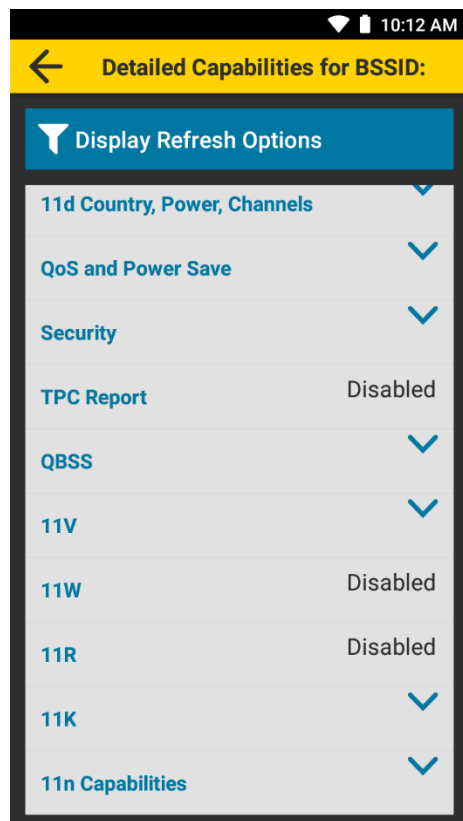 10:12 AM
Detailed Capabilities for BSSID:
Display Refresh Options
11d Country, Power, Channels
QoS and Power Save
Security
TPC Report Disabled
QBSS
11V
11W Disabled
11R Disabled
11K
11n Capabilities